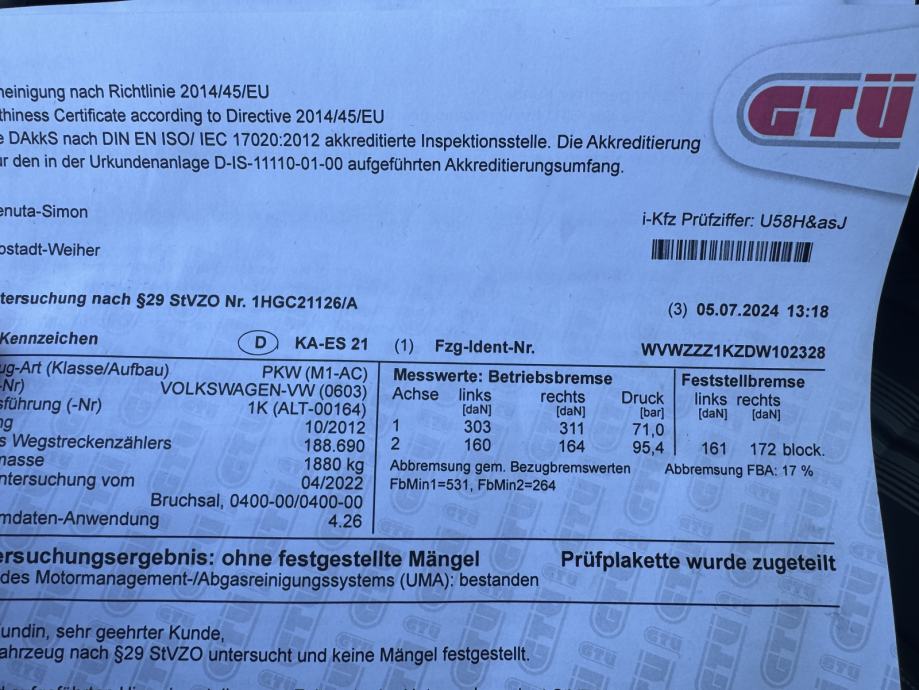 GTÜ
heinigung nach Richtlinie 2014/45/EU
thiness Certificate according to Directive 2014/45/EU
e DAkkS nach DIN EN ISO/ IEC 17020:2012 akkreditierte Inspektionsstelle. Die Akkreditierung
ur den in der Urkundenanlage D-IS-11110-01-00 aufgeführten Akkreditierungsumfang.
enuta-Simon
i-Kfz Prüfziffer: U58H&asJ
ostadt-Weiher
tersuchung nach §29 StVZO Nr. 1HGC21126/A
(3) 05.07.2024 13:18
Kennzeichen D KA-ES 21 (1) Fzg-Ident-Nr. WVWZZZ1KZDW102328
ug-Art (Klasse/Aufbau) PKW (M1-AC)
-Nr) VOLKSWAGEN-VW (0603)
sführung (-Nr) 1K (ALT-00164)
ng 10/2012
s Wegstreckenzählers 188.690
masse 1880 kg
ntersuchung vom 04/2022
Bruchsal, 0400-00/0400-00
mdaten-Anwendung 4.26
Messwerte: Betriebsbremse
Achse links rechts Druck
[daN] [daN] [bar]
1 303 311 71,0
2 160 164 95,4
Abbremsung gem. Bezugbremswerten
FbMin1=531, FbMin2=264
Feststellbremse
links rechts
[daN] [daN]
161 172 block.
Abbremsung FBA: 17 %
ersuchungsergebnis: ohne festgestellte Mängel Prüfplakette wurde zugeteilt
des Motormanagement-/Abgasreinigungssystems (UMA): bestanden
undin, sehr geehrter Kunde,
ahrzeug nach §29 StVZO untersucht und keine Mängel festgestellt.